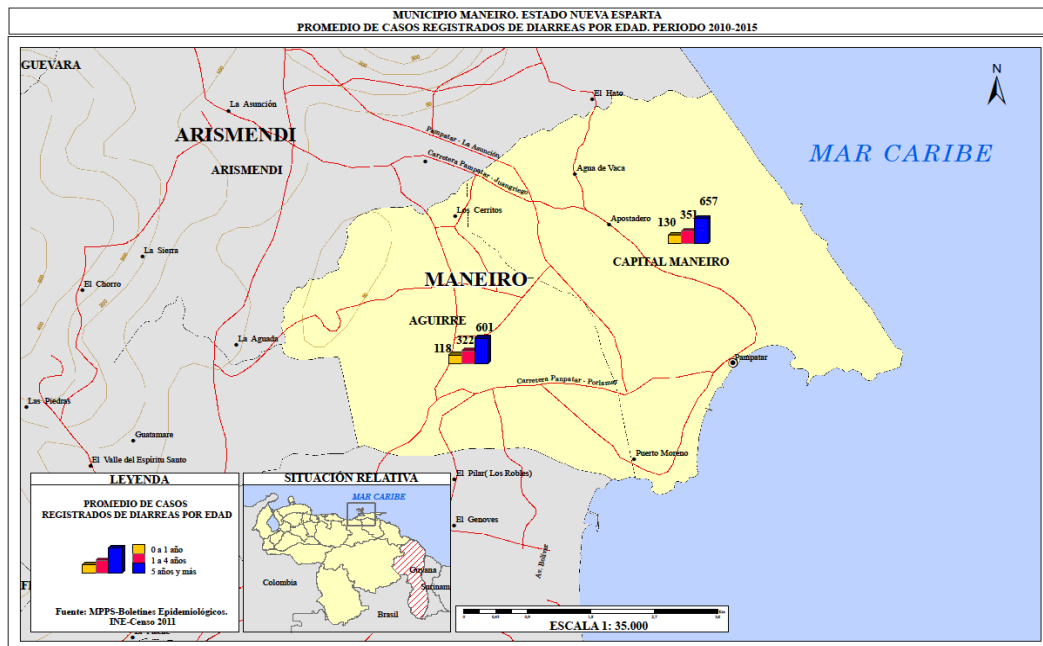 MUNICIPIO MANEIRO. ESTADO NUEVA ESPARTA
PROMEDIO DE CASOS REGISTRADOS DE DIARREAS POR EDAD. PERIODO 2010-2015
GUEVARA
N
La Asunción
El Hato
ARISMENDI
Pampatar - La Asunción
MAR CARIBE
ARISMENDI
Carretera Pampatar - Juangriego
Agua de Vaca
657
Los Cerritos
Apostadero
130
351
La Sierra
CAPITAL MANEIRO
MANEIRO
El Chorro
AGUIRRE
601
La Aguada
118
322
Pampatar
Carretera Panpatar - Porlamar
Las Piedras
Guatamare
El Valle del Espíritu Santo
Puerto Moreno
El Pilar( Los Robles)
El Genoves
Av. Bolívar
LEYENDA
PROMEDIO DE CASOS
REGISTRADOS DE DIARREAS POR EDAD
0 a 1 año
1 a 4 años
5 años y más
Fuente: MPPS-Boletines Epidemiológicos.
INE-Censo 2011
SITUACIÓN RELATIVA
MAR CARIBE
Colombia
Guyana
Surinam
Brasil
ESCALA 1: 35.000